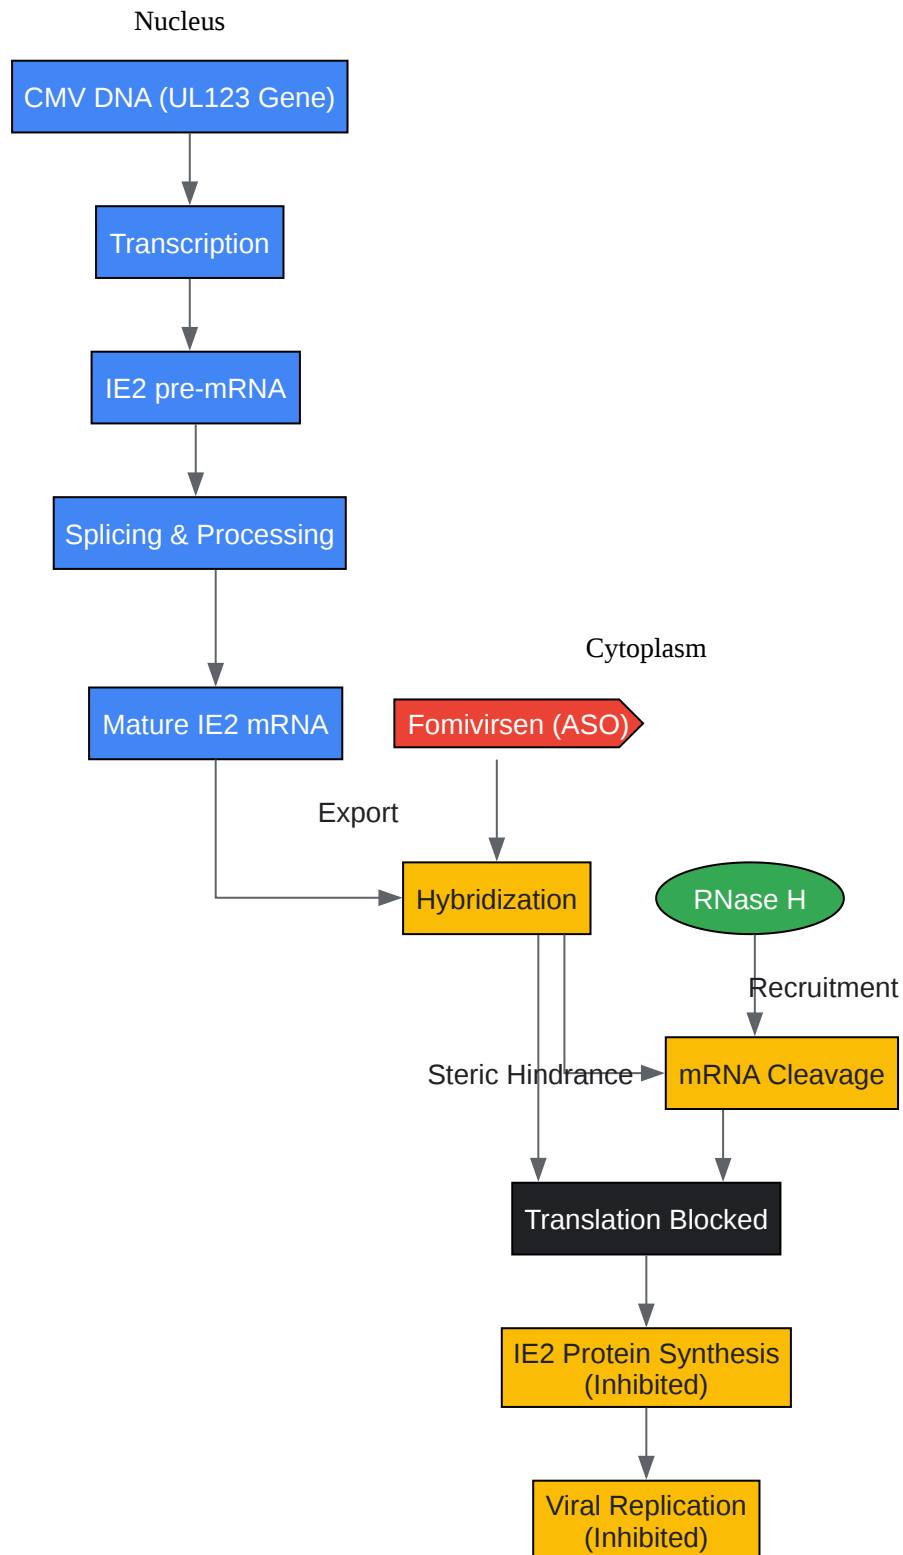 Nucleus
CMV DNA (UL123 Gene)
Transcription
IE2 pre-mRNA
Splicing & Processing
Cytoplasm
Mature IE2 mRNA
Fomivirsen (ASO)
Export
Hybridization
RNase H
Recruitment
Steric Hindrance
mRNA Cleavage
Translation Blocked
IE2 Protein Synthesis
(Inhibited)
Viral Replication
(Inhibited)